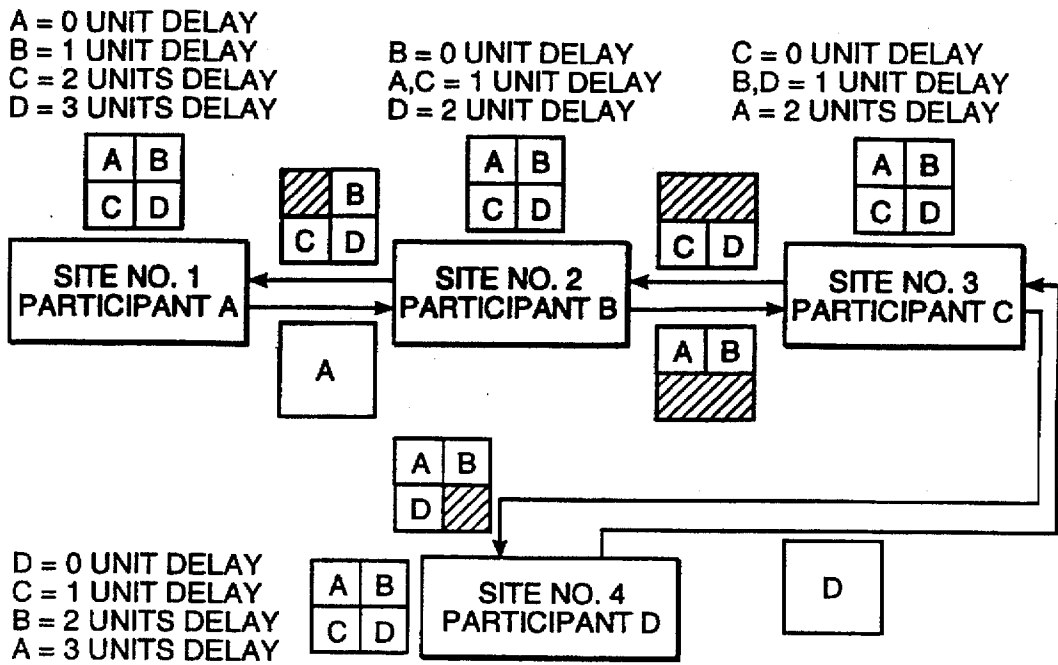 A = 0 UNIT DELAY
B = 1 UNIT DELAY
C = 2 UNITS DELAY
D = 3 UNITS DELAY
B = 0 UNIT DELAY
A,C = 1 UNIT DELAY
D = 2 UNIT DELAY
C = 0 UNIT DELAY
B,D = 1 UNIT DELAY
A = 2 UNITS DELAY
A B
C D
B
C D
A B
C D
C D
A B
C D
SITE NO. 1
PARTICIPANT A
SITE NO. 2
PARTICIPANT B
SITE NO. 3
PARTICIPANT C
A
A B
A B
D
D = 0 UNIT DELAY
C = 1 UNIT DELAY
B = 2 UNITS DELAY
A = 3 UNITS DELAY
A B
C D
SITE NO. 4
PARTICIPANT D
D